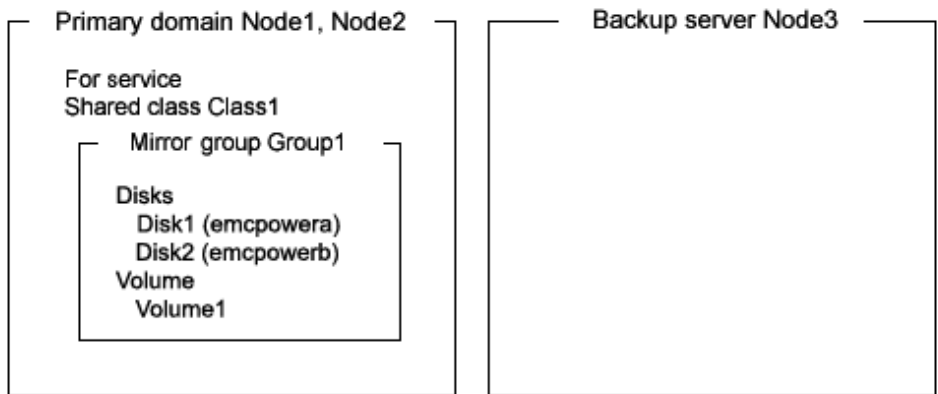 Primary domain Node1, Node2
For service
Shared class Class1
Mirror group Group1
Disks
Disk1 (emcpowera)
Disk2 (emcpowerb)
Volume
Volume1
Backup server Node3